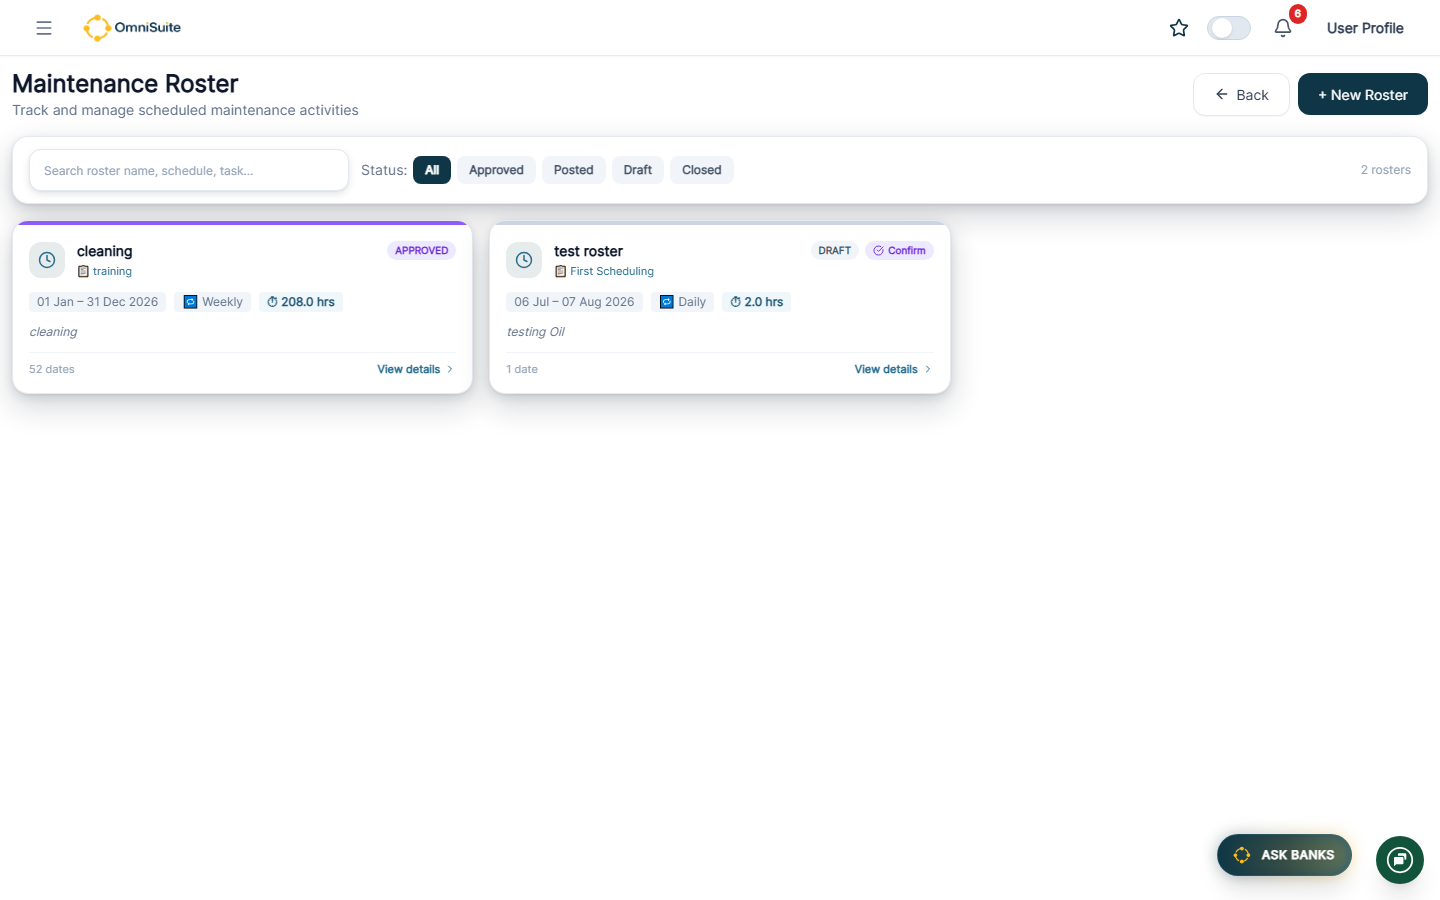 OmniSuite
6
User Profile
Maintenance Roster
Track and manage scheduled maintenance activities
Back
+ New Roster
Search roster name, schedule, task...
Status:
All
Approved
Posted
Draft
Closed
2 rosters
cleaning
APPROVED
training
01 Jan – 31 Dec 2026
Weekly
208.0 hrs
cleaning
52 dates
View details
test roster
DRAFT
Confirm
First Scheduling
06 Jul – 07 Aug 2026
Daily
2.0 hrs
testing Oil
1 date
View details
ASK BANKS